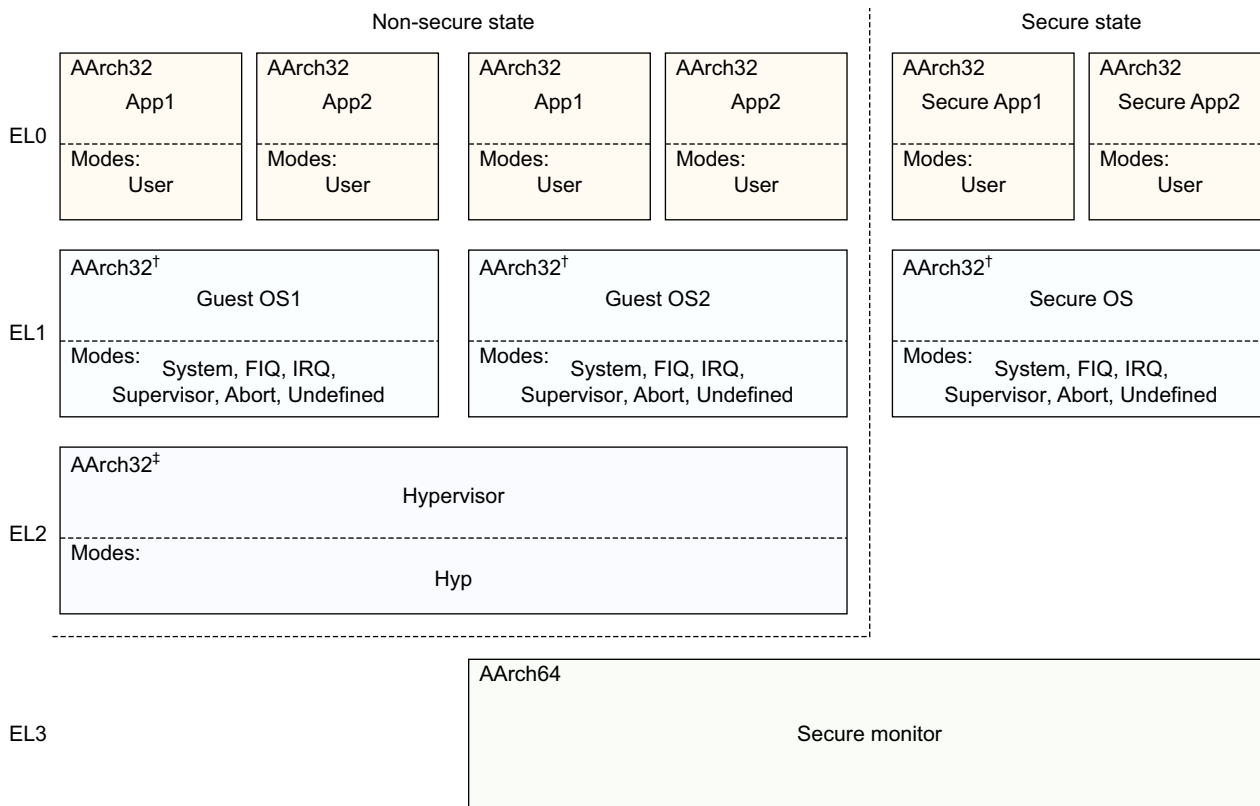 Non-secure state
Secure state
AArch32
App1
Modes:
User
AArch32
App2
Modes:
User
AArch32
App1
Modes:
User
AArch32
App2
Modes:
User
AArch32
Secure App1
Modes:
User
AArch32
Secure App2
Modes:
User
EL0
AArch32†
Guest OS1
Modes:
System, FIQ, IRQ,
Supervisor, Abort, Undefined
AArch32†
Guest OS2
Modes:
System, FIQ, IRQ,
Supervisor, Abort, Undefined
AArch32†
Secure OS
Modes:
System, FIQ, IRQ,
Supervisor, Abort, Undefined
EL1
AArch32‡
Hypervisor
Modes:
Hyp
EL2
AArch64
Secure monitor
EL3